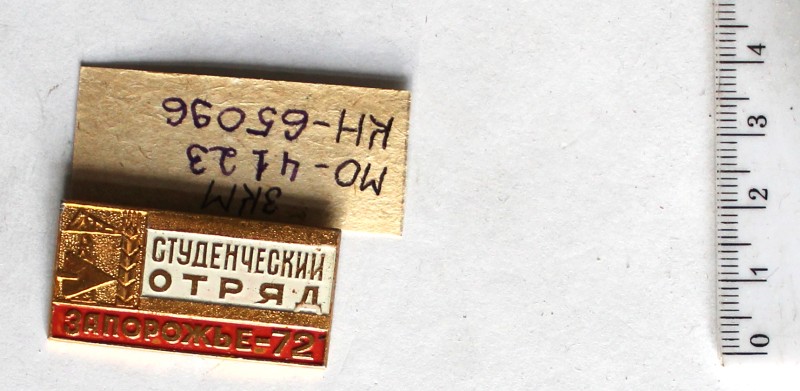 ЗКМ
МО-4123
КН-65096
СТУДЕНЧЕСКИЙ
ОТРЯД
ЗАПОРОЖЬЕ-72
0
1
2
3
4